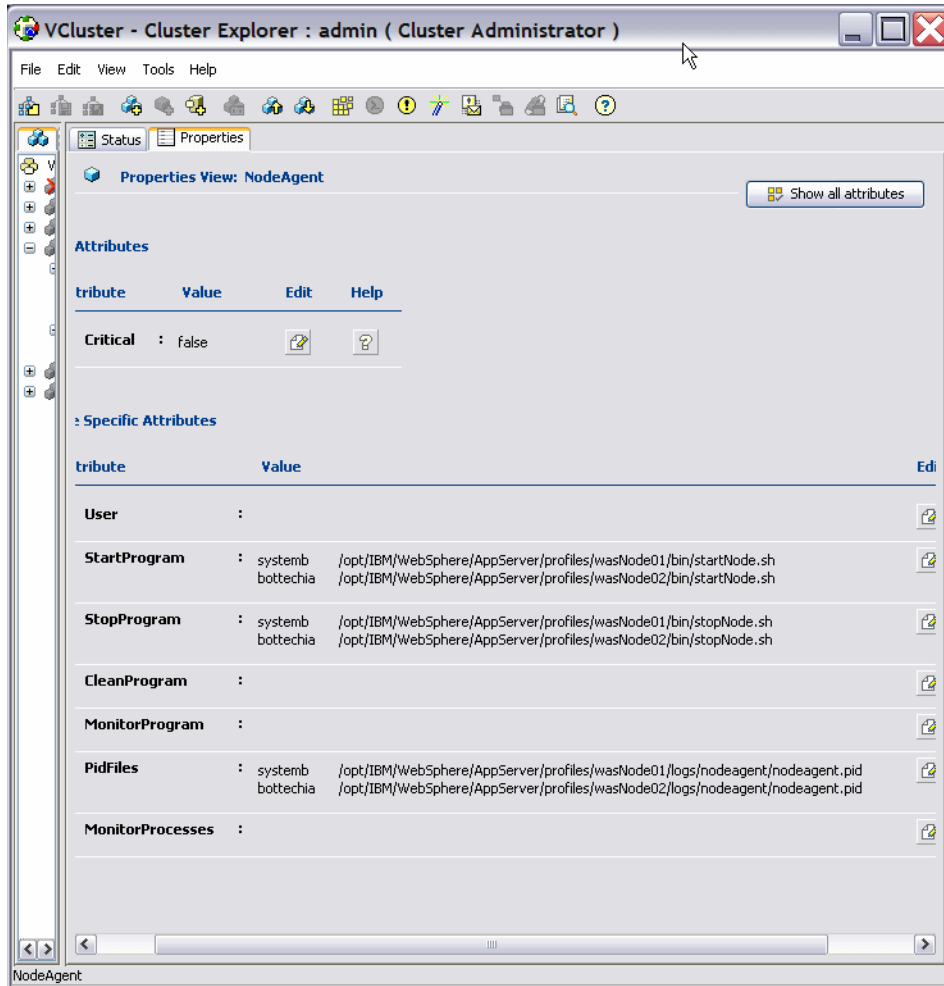 VCluster - Cluster Explorer : admin ( Cluster Administrator )
File Edit View Tools Help
Status Properties
V
Properties View: NodeAgent
Show all attributes
Attributes
tribute Value Edit Help
Critical : false
e Specific Attributes
tribute Value Edi
User :
StartProgram : systemb /opt/IBM/WebSphere/AppServer/profiles/wasNode01/bin/startNode.sh
bottechia /opt/IBM/WebSphere/AppServer/profiles/wasNode02/bin/startNode.sh
StopProgram : systemb /opt/IBM/WebSphere/AppServer/profiles/wasNode01/bin/stopNode.sh
bottechia /opt/IBM/WebSphere/AppServer/profiles/wasNode02/bin/stopNode.sh
CleanProgram :
MonitorProgram :
PidFiles : systemb /opt/IBM/WebSphere/AppServer/profiles/wasNode01/logs/nodeagent/nodeagent.pid
bottechia /opt/IBM/WebSphere/AppServer/profiles/wasNode02/logs/nodeagent/nodeagent.pid
MonitorProcesses :
NodeAgent